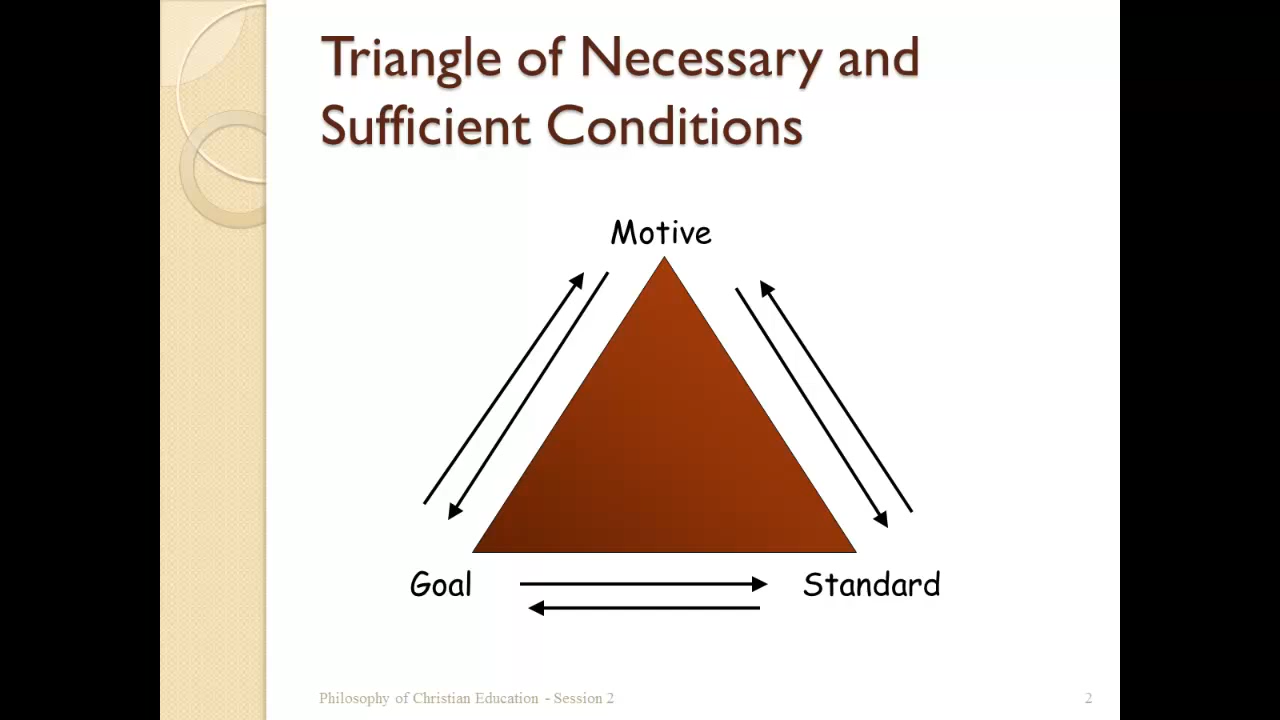 Triangle of Necessary and
Sufficient Conditions
Motive
Goal
Standard
Philosophy of Christian Education - Session 2
2